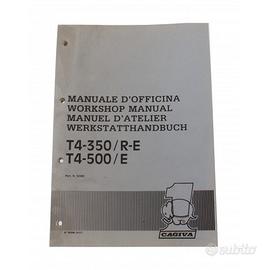 MANUALE D'OFFICINA
WORKSHOP MANUAL
MANUEL D'ATELIER
WERKSTATTHANDBUCH
T4-350/R-E
T4-500/E
CAGIVA
subito